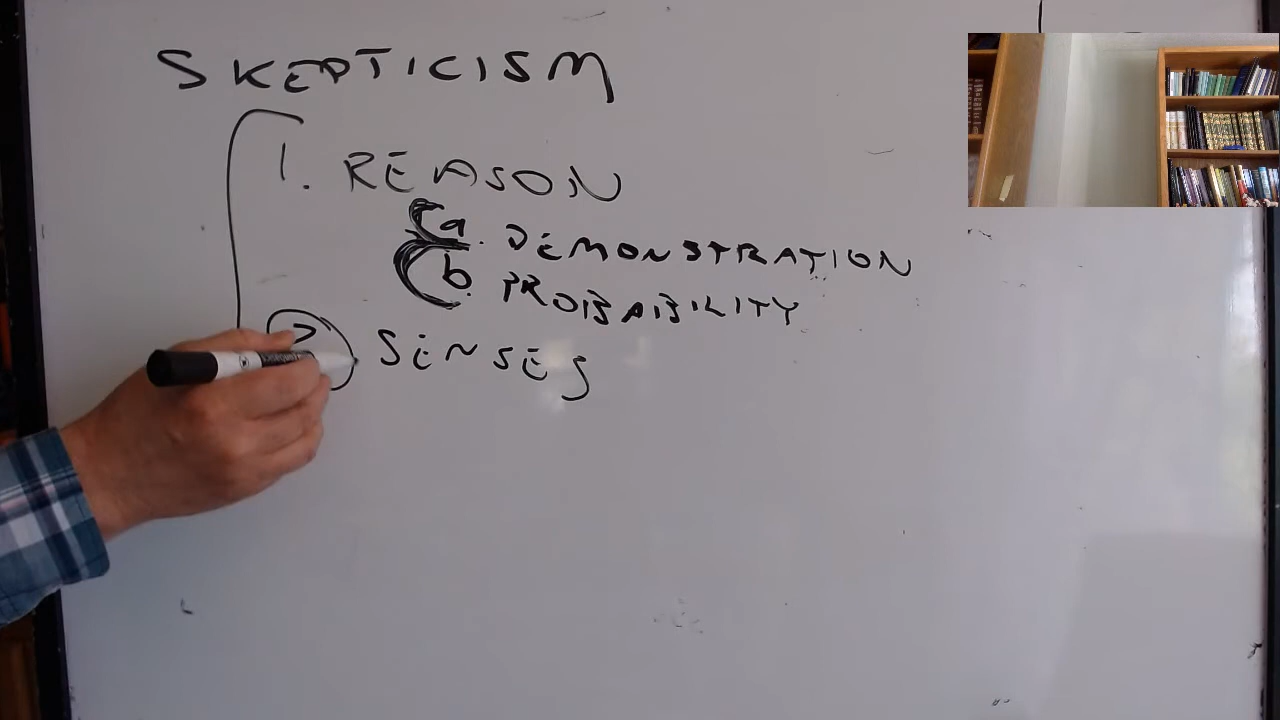 SKEPTICISM
1. REASON
a. DEMONSTRATION
b. PROBABILITY
2 SENSES